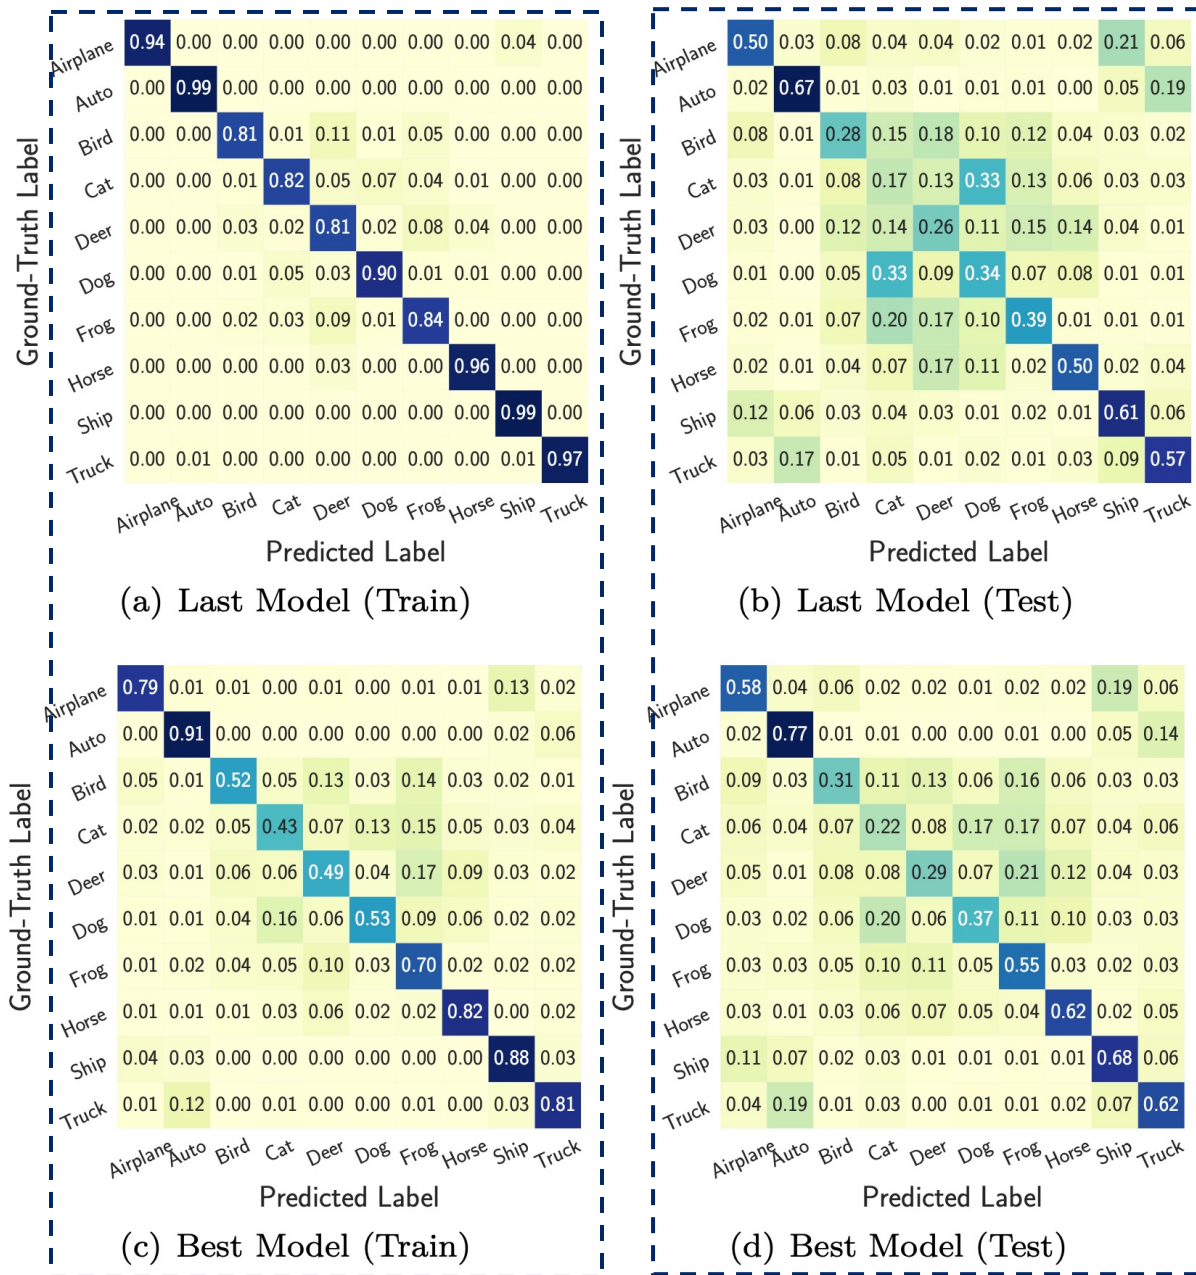 Ground-Truth Label
Airplane 0.94 0.00 0.00 0.00 0.00 0.00 0.00 0.00 0.04 0.00
Auto 0.00 0.99 0.00 0.00 0.00 0.00 0.00 0.00 0.00 0.00
Bird 0.00 0.00 0.81 0.01 0.11 0.01 0.05 0.00 0.00 0.00
Cat 0.00 0.00 0.01 0.82 0.05 0.07 0.04 0.01 0.00 0.00
Deer 0.00 0.00 0.03 0.02 0.81 0.02 0.08 0.04 0.00 0.00
Dog 0.00 0.00 0.01 0.05 0.03 0.90 0.01 0.01 0.00 0.00
Frog 0.00 0.00 0.02 0.03 0.09 0.01 0.84 0.00 0.00 0.00
Horse 0.00 0.00 0.00 0.00 0.03 0.00 0.00 0.96 0.00 0.00
Ship 0.00 0.00 0.00 0.00 0.00 0.00 0.00 0.00 0.99 0.00
Truck 0.00 0.01 0.00 0.00 0.00 0.00 0.00 0.00 0.01 0.97
Airplane Auto Bird Cat Deer Dog Frog Horse Ship Truck
Predicted Label
(a) Last Model (Train)
Ground-Truth Label
Airplane 0.50 0.03 0.08 0.04 0.04 0.02 0.01 0.02 0.21 0.06
Auto 0.02 0.67 0.01 0.03 0.01 0.01 0.01 0.00 0.05 0.19
Bird 0.08 0.01 0.28 0.15 0.18 0.10 0.12 0.04 0.03 0.02
Cat 0.03 0.01 0.08 0.17 0.13 0.33 0.13 0.06 0.03 0.03
Deer 0.03 0.00 0.12 0.14 0.26 0.11 0.15 0.14 0.04 0.01
Dog 0.01 0.00 0.05 0.33 0.09 0.34 0.07 0.08 0.01 0.01
Frog 0.02 0.01 0.07 0.20 0.17 0.10 0.39 0.01 0.01 0.01
Horse 0.02 0.01 0.04 0.07 0.17 0.11 0.02 0.50 0.02 0.04
Ship 0.12 0.06 0.03 0.04 0.03 0.01 0.02 0.01 0.61 0.06
Truck 0.03 0.17 0.01 0.05 0.01 0.02 0.01 0.03 0.09 0.57
Airplane Auto Bird Cat Deer Dog Frog Horse Ship Truck
Predicted Label
(b) Last Model (Test)
Ground-Truth Label
Airplane 0.79 0.01 0.01 0.00 0.01 0.00 0.01 0.01 0.13 0.02
Auto 0.00 0.91 0.00 0.00 0.00 0.00 0.00 0.00 0.02 0.06
Bird 0.05 0.01 0.52 0.05 0.13 0.03 0.14 0.03 0.02 0.01
Cat 0.02 0.02 0.05 0.43 0.07 0.13 0.15 0.05 0.03 0.04
Deer 0.03 0.01 0.06 0.06 0.49 0.04 0.17 0.09 0.03 0.02
Dog 0.01 0.01 0.04 0.16 0.06 0.53 0.09 0.06 0.02 0.02
Frog 0.01 0.02 0.04 0.05 0.10 0.03 0.70 0.02 0.02 0.02
Horse 0.01 0.01 0.01 0.03 0.06 0.02 0.02 0.82 0.00 0.02
Ship 0.04 0.03 0.00 0.00 0.00 0.00 0.00 0.00 0.88 0.03
Truck 0.01 0.12 0.00 0.01 0.00 0.00 0.01 0.00 0.03 0.81
Airplane Auto Bird Cat Deer Dog Frog Horse Ship Truck
Predicted Label
(c) Best Model (Train)
Ground-Truth Label
Airplane 0.58 0.04 0.06 0.02 0.02 0.01 0.02 0.02 0.19 0.06
Auto 0.02 0.77 0.01 0.01 0.00 0.00 0.01 0.00 0.05 0.14
Bird 0.09 0.03 0.31 0.11 0.13 0.06 0.16 0.06 0.03 0.03
Cat 0.06 0.04 0.07 0.22 0.08 0.17 0.17 0.07 0.04 0.06
Deer 0.05 0.01 0.08 0.08 0.29 0.07 0.21 0.12 0.04 0.03
Dog 0.03 0.02 0.06 0.20 0.06 0.37 0.11 0.10 0.03 0.03
Frog 0.03 0.03 0.05 0.10 0.11 0.05 0.55 0.03 0.02 0.03
Horse 0.03 0.01 0.03 0.06 0.07 0.05 0.04 0.62 0.02 0.05
Ship 0.11 0.07 0.02 0.03 0.01 0.01 0.01 0.01 0.68 0.06
Truck 0.04 0.19 0.01 0.03 0.00 0.01 0.01 0.02 0.07 0.62
Airplane Auto Bird Cat Deer Dog Frog Horse Ship Truck
Predicted Label
(d) Best Model (Test)